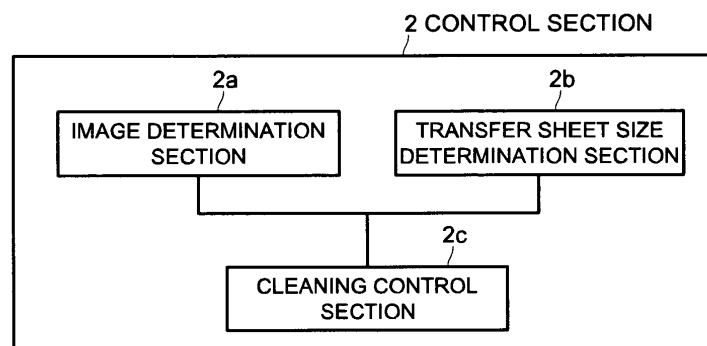 2 CONTROL SECTION
2a
2b
IMAGE DETERMINATION
SECTION
TRANSFER SHEET SIZE
DETERMINATION SECTION
2c
CLEANING CONTROL
SECTION